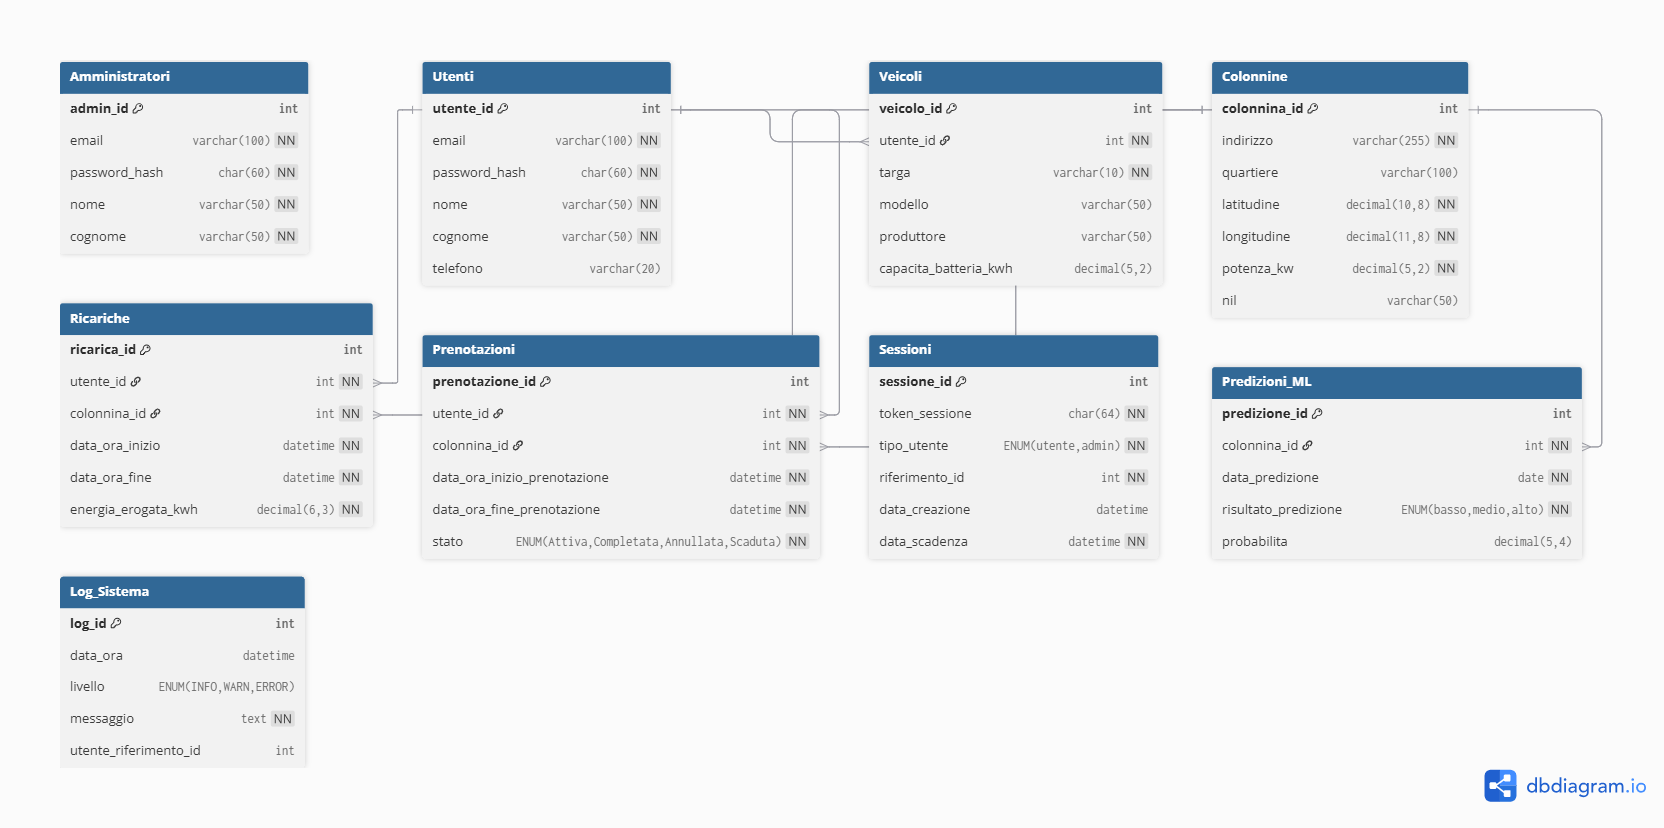 Amministratori
admin_id int
email varchar(100) NN
password_hash char(60) NN
nome varchar(50) NN
cognome varchar(50) NN
Utenti
utente_id int
email varchar(100) NN
password_hash char(60) NN
nome varchar(50) NN
cognome varchar(50) NN
telefono varchar(20)
Veicoli
veicolo_id int
utente_id int NN
targa varchar(10) NN
modello varchar(50)
produttore varchar(50)
capacita_batteria_kwh decimal(5,2)
Colonnine
colonnina_id int
indirizzo varchar(255) NN
quartiere varchar(100)
latitudine decimal(10,8) NN
longitudine decimal(11,8) NN
potenza_kw decimal(5,2) NN
nil varchar(50)
Ricariche
ricarica_id int
utente_id int NN
colonnina_id int NN
data_ora_inizio datetime NN
data_ora_fine datetime NN
energia_erogata_kwh decimal(6,3) NN
Prenotazioni
prenotazione_id int
utente_id int NN
colonnina_id int NN
data_ora_inizio_prenotazione datetime NN
data_ora_fine_prenotazione datetime NN
stato ENUM(Attiva,Completata,Annullata,Scaduta) NN
Sessioni
sessione_id int
token_sessione char(64) NN
tipo_utente ENUM(utente,admin) NN
riferimento_id int NN
data_creazione datetime
data_scadenza datetime NN
Predizioni_ML
predizione_id int
colonnina_id int NN
data_predizione date NN
risultato_predizione ENUM(basso,medio,alto) NN
probabilita decimal(5,4)
Log_Sistema
log_id int
data_ora datetime
livello ENUM(INFO,WARN,ERROR)
messaggio text NN
utente_riferimento_id int
dbdiagram.io